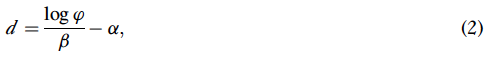 d = log φ / β − α, (2)